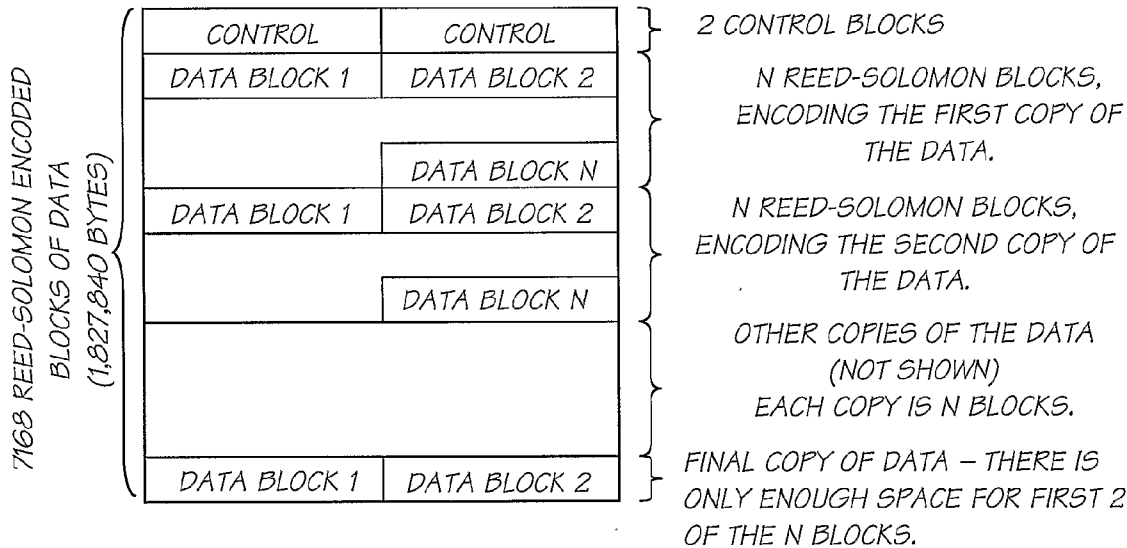 7168 REED-SOLOMON ENCODED
BLOCKS OF DATA
(1,827,840 BYTES)
CONTROL CONTROL
2 CONTROL BLOCKS
DATA BLOCK 1 DATA BLOCK 2
DATA BLOCK N
N REED-SOLOMON BLOCKS,
ENCODING THE FIRST COPY OF
THE DATA.
DATA BLOCK 1 DATA BLOCK 2
DATA BLOCK N
N REED-SOLOMON BLOCKS,
ENCODING THE SECOND COPY OF
THE DATA.
OTHER COPIES OF THE DATA
(NOT SHOWN)
EACH COPY IS N BLOCKS.
DATA BLOCK 1 DATA BLOCK 2
FINAL COPY OF DATA – THERE IS
ONLY ENOUGH SPACE FOR FIRST 2
OF THE N BLOCKS.